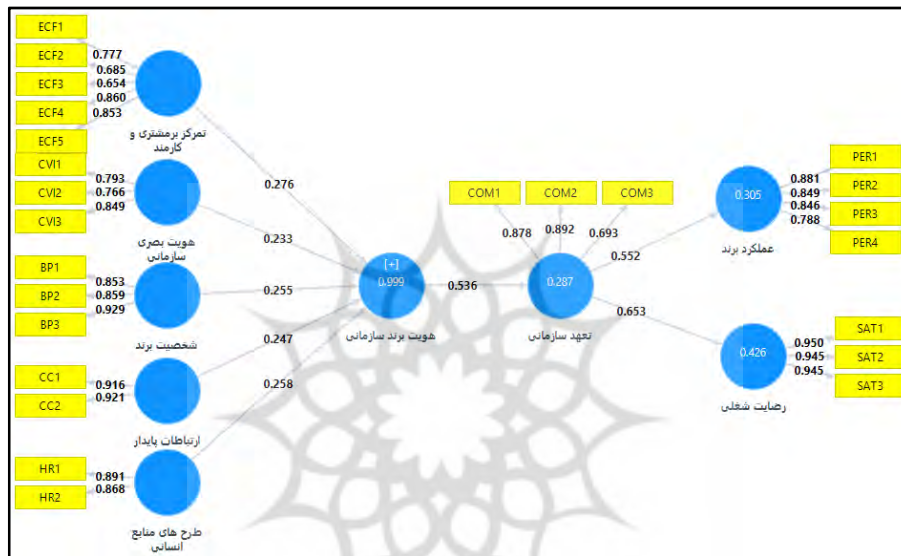 ECF1
ECF2
ECF3
ECF4
ECF5
0.777
0.685
0.654
0.860
0.853
تمرکز برمشتری و
کارمند
0.276
CVI1
CVI2
CVI3
0.793
0.766
0.849
هویت بصری
سازمانی
0.233
BP1
BP2
BP3
0.853
0.859
0.929
شخصیت برند
0.255
CC1
CC2
0.916
0.921
ارتباطات پایدار
0.247
HR1
HR2
0.891
0.868
طرح های منابع
انسانی
0.258
[+]
0.999
هویت برند سازمانی
0.536
COM1
COM2
COM3
0.878
0.892
0.693
0.287
تعهد سازمانی
0.552
0.653
0.305
عملکرد برند
PER1
PER2
PER3
PER4
0.881
0.849
0.846
0.788
0.426
رضایت شغلی
SAT1
SAT2
SAT3
0.950
0.945
0.945